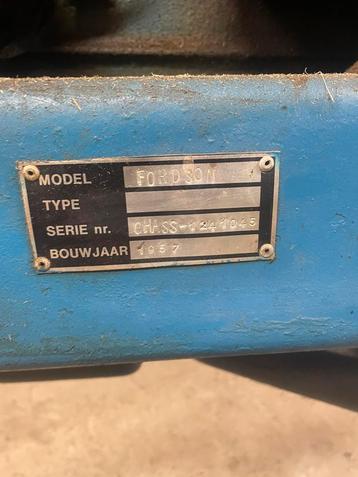 MODEL FORDSON
TYPE
SERIE nr. CHASS-1241045
BOUWJAAR 1957